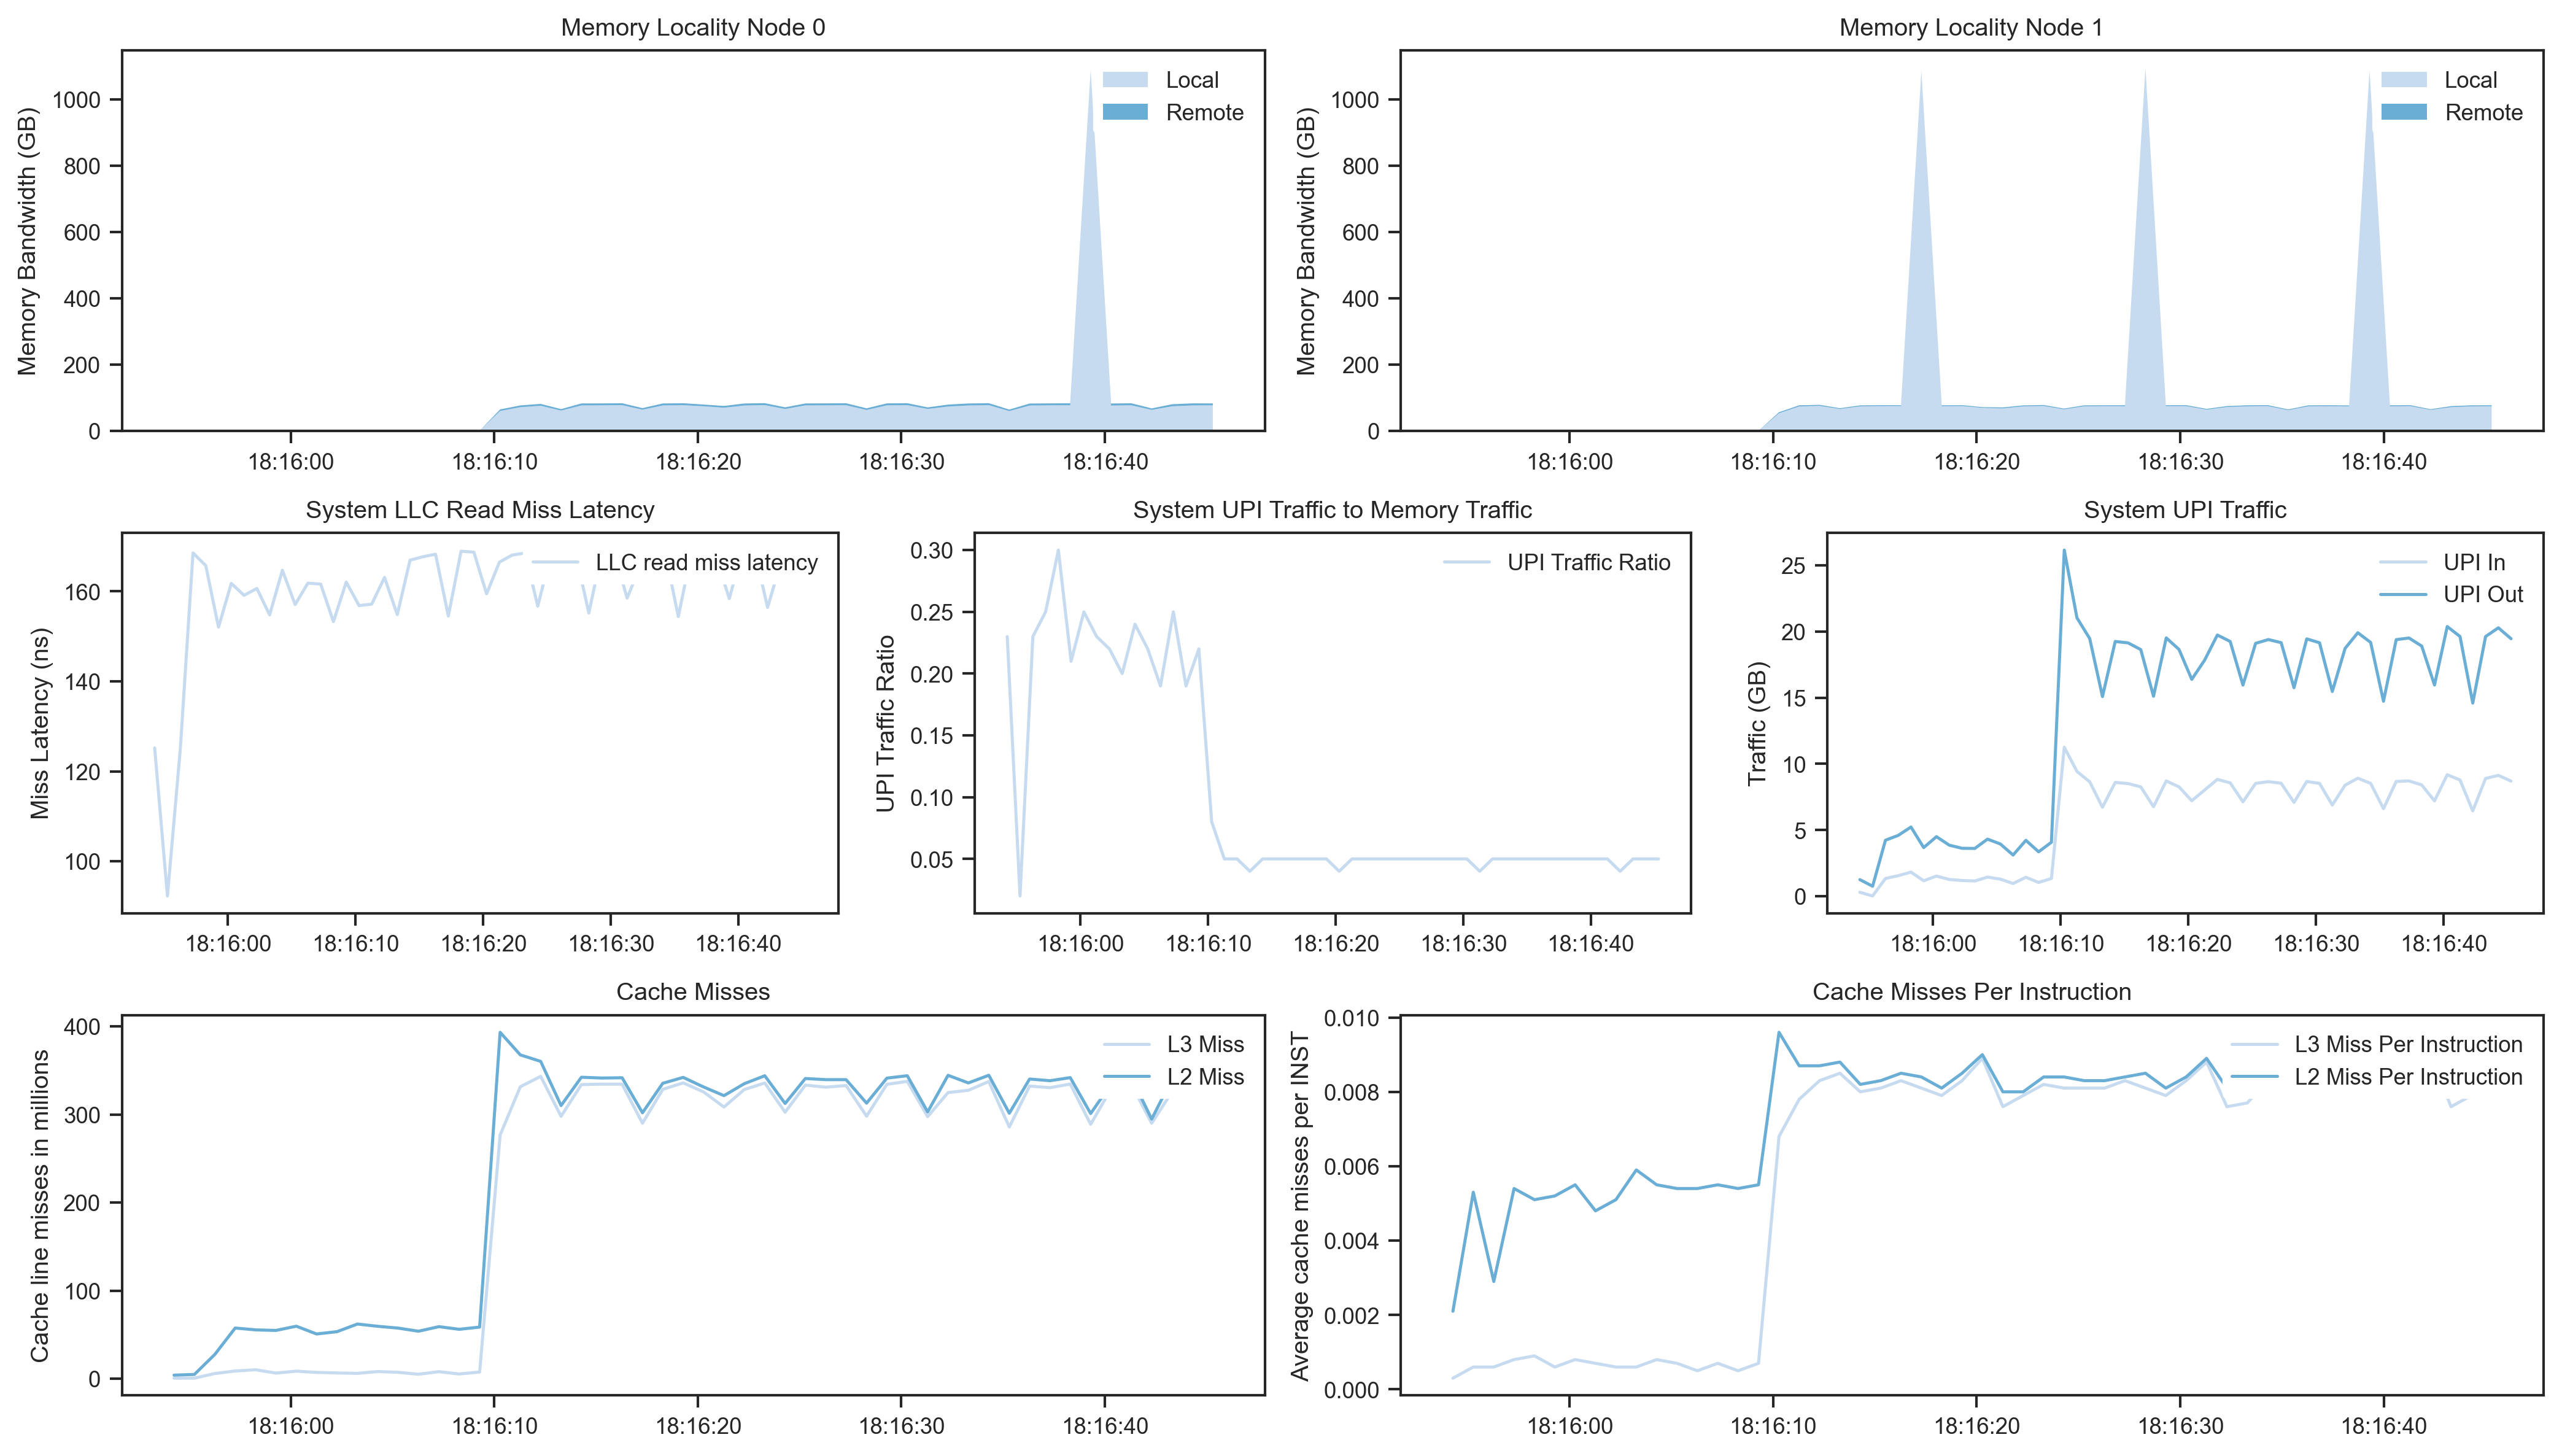 Memory Locality Node 0
Memory Bandwidth (GB)
1000
800
600
400
200
0
Local
Remote
18:16:00 18:16:10 18:16:20 18:16:30 18:16:40
Memory Locality Node 1
Memory Bandwidth (GB)
1000
800
600
400
200
0
Local
Remote
18:16:00 18:16:10 18:16:20 18:16:30 18:16:40
System LLC Read Miss Latency
Miss Latency (ns)
160
140
120
100
LLC read miss latency
18:16:00 18:16:10 18:16:20 18:16:30 18:16:40
System UPI Traffic to Memory Traffic
UPI Traffic Ratio
0.30
0.25
0.20
0.15
0.10
0.05
UPI Traffic Ratio
18:16:00 18:16:10 18:16:20 18:16:30 18:16:40
System UPI Traffic
Traffic (GB)
25
20
15
10
5
0
UPI In
UPI Out
18:16:00 18:16:10 18:16:20 18:16:30 18:16:40
Cache Misses
Cache line misses in millions
400
300
200
100
0
L3 Miss
L2 Miss
18:16:00 18:16:10 18:16:20 18:16:30 18:16:40
Cache Misses Per Instruction
Average cache misses per INST
0.010
0.008
0.006
0.004
0.002
0.000
L3 Miss Per Instruction
L2 Miss Per Instruction
18:16:00 18:16:10 18:16:20 18:16:30 18:16:40